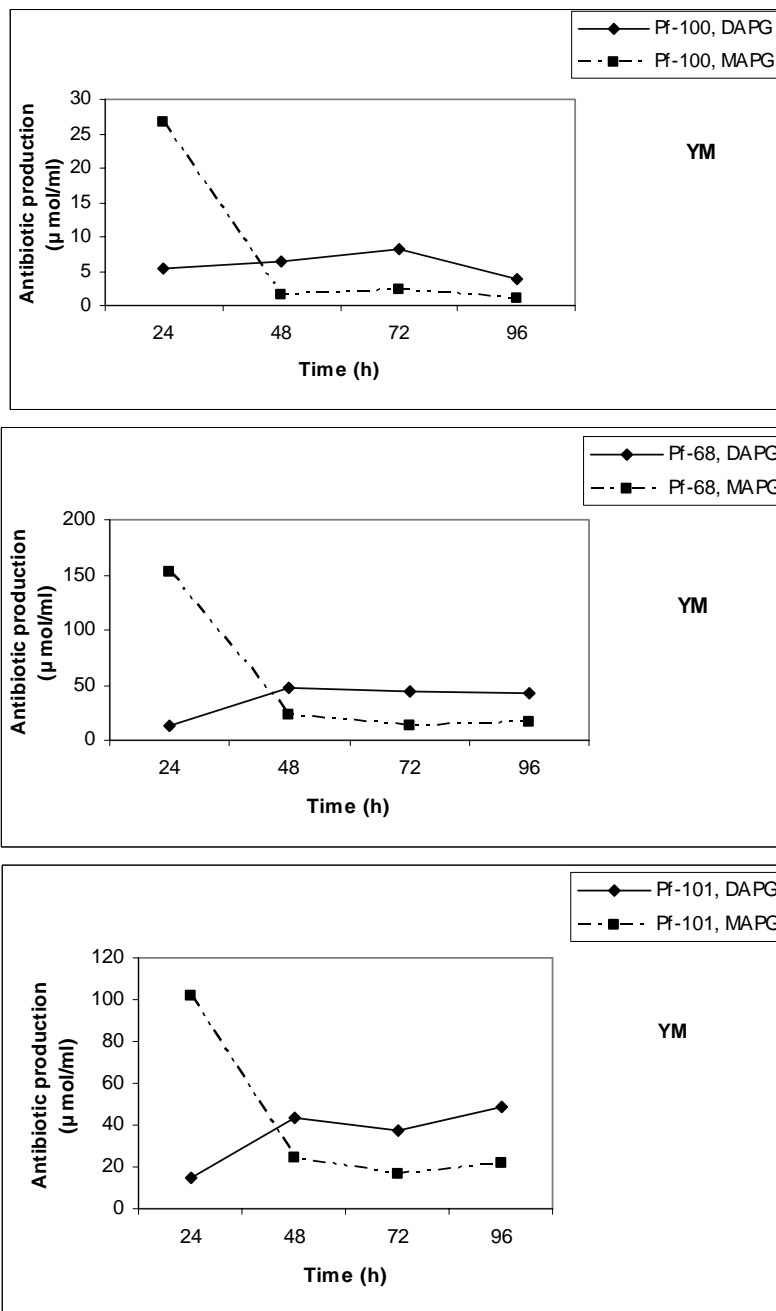 Pf-100, DAPG
Pf-100, MAPG
YM
Antibiotic production
(µ mol/ml)
30
25
20
15
10
5
0
24 48 72 96
Time (h)
Pf-68, DAPG
Pf-68, MAPG
YM
Antibiotic production
(µ mol/ml)
200
150
100
50
0
24 48 72 96
Time (h)
Pf-101, DAPG
Pf-101, MAPG
YM
Antibiotic production
(µ mol/ml)
120
100
80
60
40
20
0
24 48 72 96
Time (h)